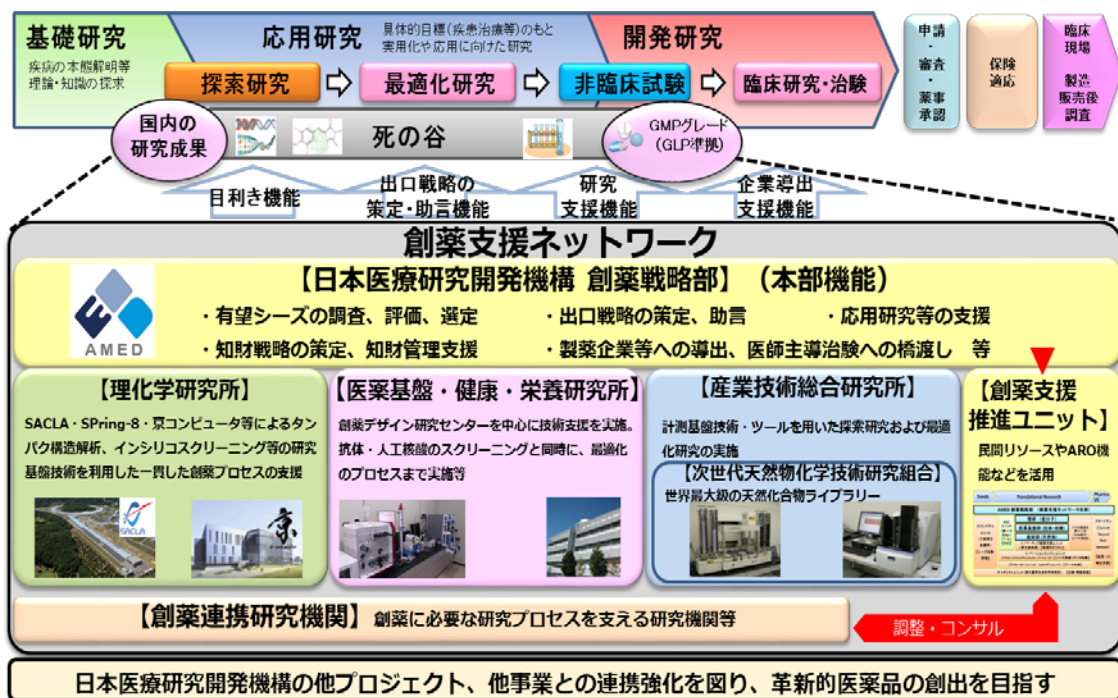 基礎研究
疾病の本態解明等
理論・知識の探求
応用研究
具体的目標(疾患治療等)のもと
実用化や応用に向けた研究
開発研究
探索研究
最適化研究
非臨床試験
臨床研究・治験
申請
・
審査
・
薬事
承認
保険
適応
臨床
現場
製造
販売後
調査
国内の
研究成果
死の谷
GMPグレード
(GLP準拠)
目利き機能
出口戦略の
策定・助言機能
研究
支援機能
企業導出
支援機能
創薬支援ネットワーク
【日本医療研究開発機構 創薬戦略部】（本部機能）
AMED
・有望シーズの調査、評価、選定
・出口戦略の策定、助言
・応用研究等の支援
・知財戦略の策定、知財管理支援
・製薬企業等への導出、医師主導治験への橋渡し 等
【理化学研究所】
SACLA・SPring-8・京コンピュータ等によるタン
パク構造解析、インシリコスクリーニング等の研究
基盤技術を利用した一貫した創薬プロセスの支援
SACLA
京
【医薬基盤・健康・栄養研究所】
創薬デザイン研究センターを中心に技術支援を実施。
抗体・人工核酸のスクリーニングと同時に、最適化
のプロセスまで実施等
【産業技術総合研究所】
計測基盤技術・ツールを用いた探索研究および最適
化研究の実施
【次世代天然物化学技術研究組合】
世界最大級の天然化合物ライブラリー
【創薬支援
推進ユニット】
民間リソースやARO機
能などを活用
Seeds
Translational Research
【創薬連携研究機関】創薬に必要な研究プロセスを支える研究機関等
調整・コンサル
日本医療研究開発機構の他プロジェクト、他事業との連携強化を図り、革新的医薬品の創出を目指す